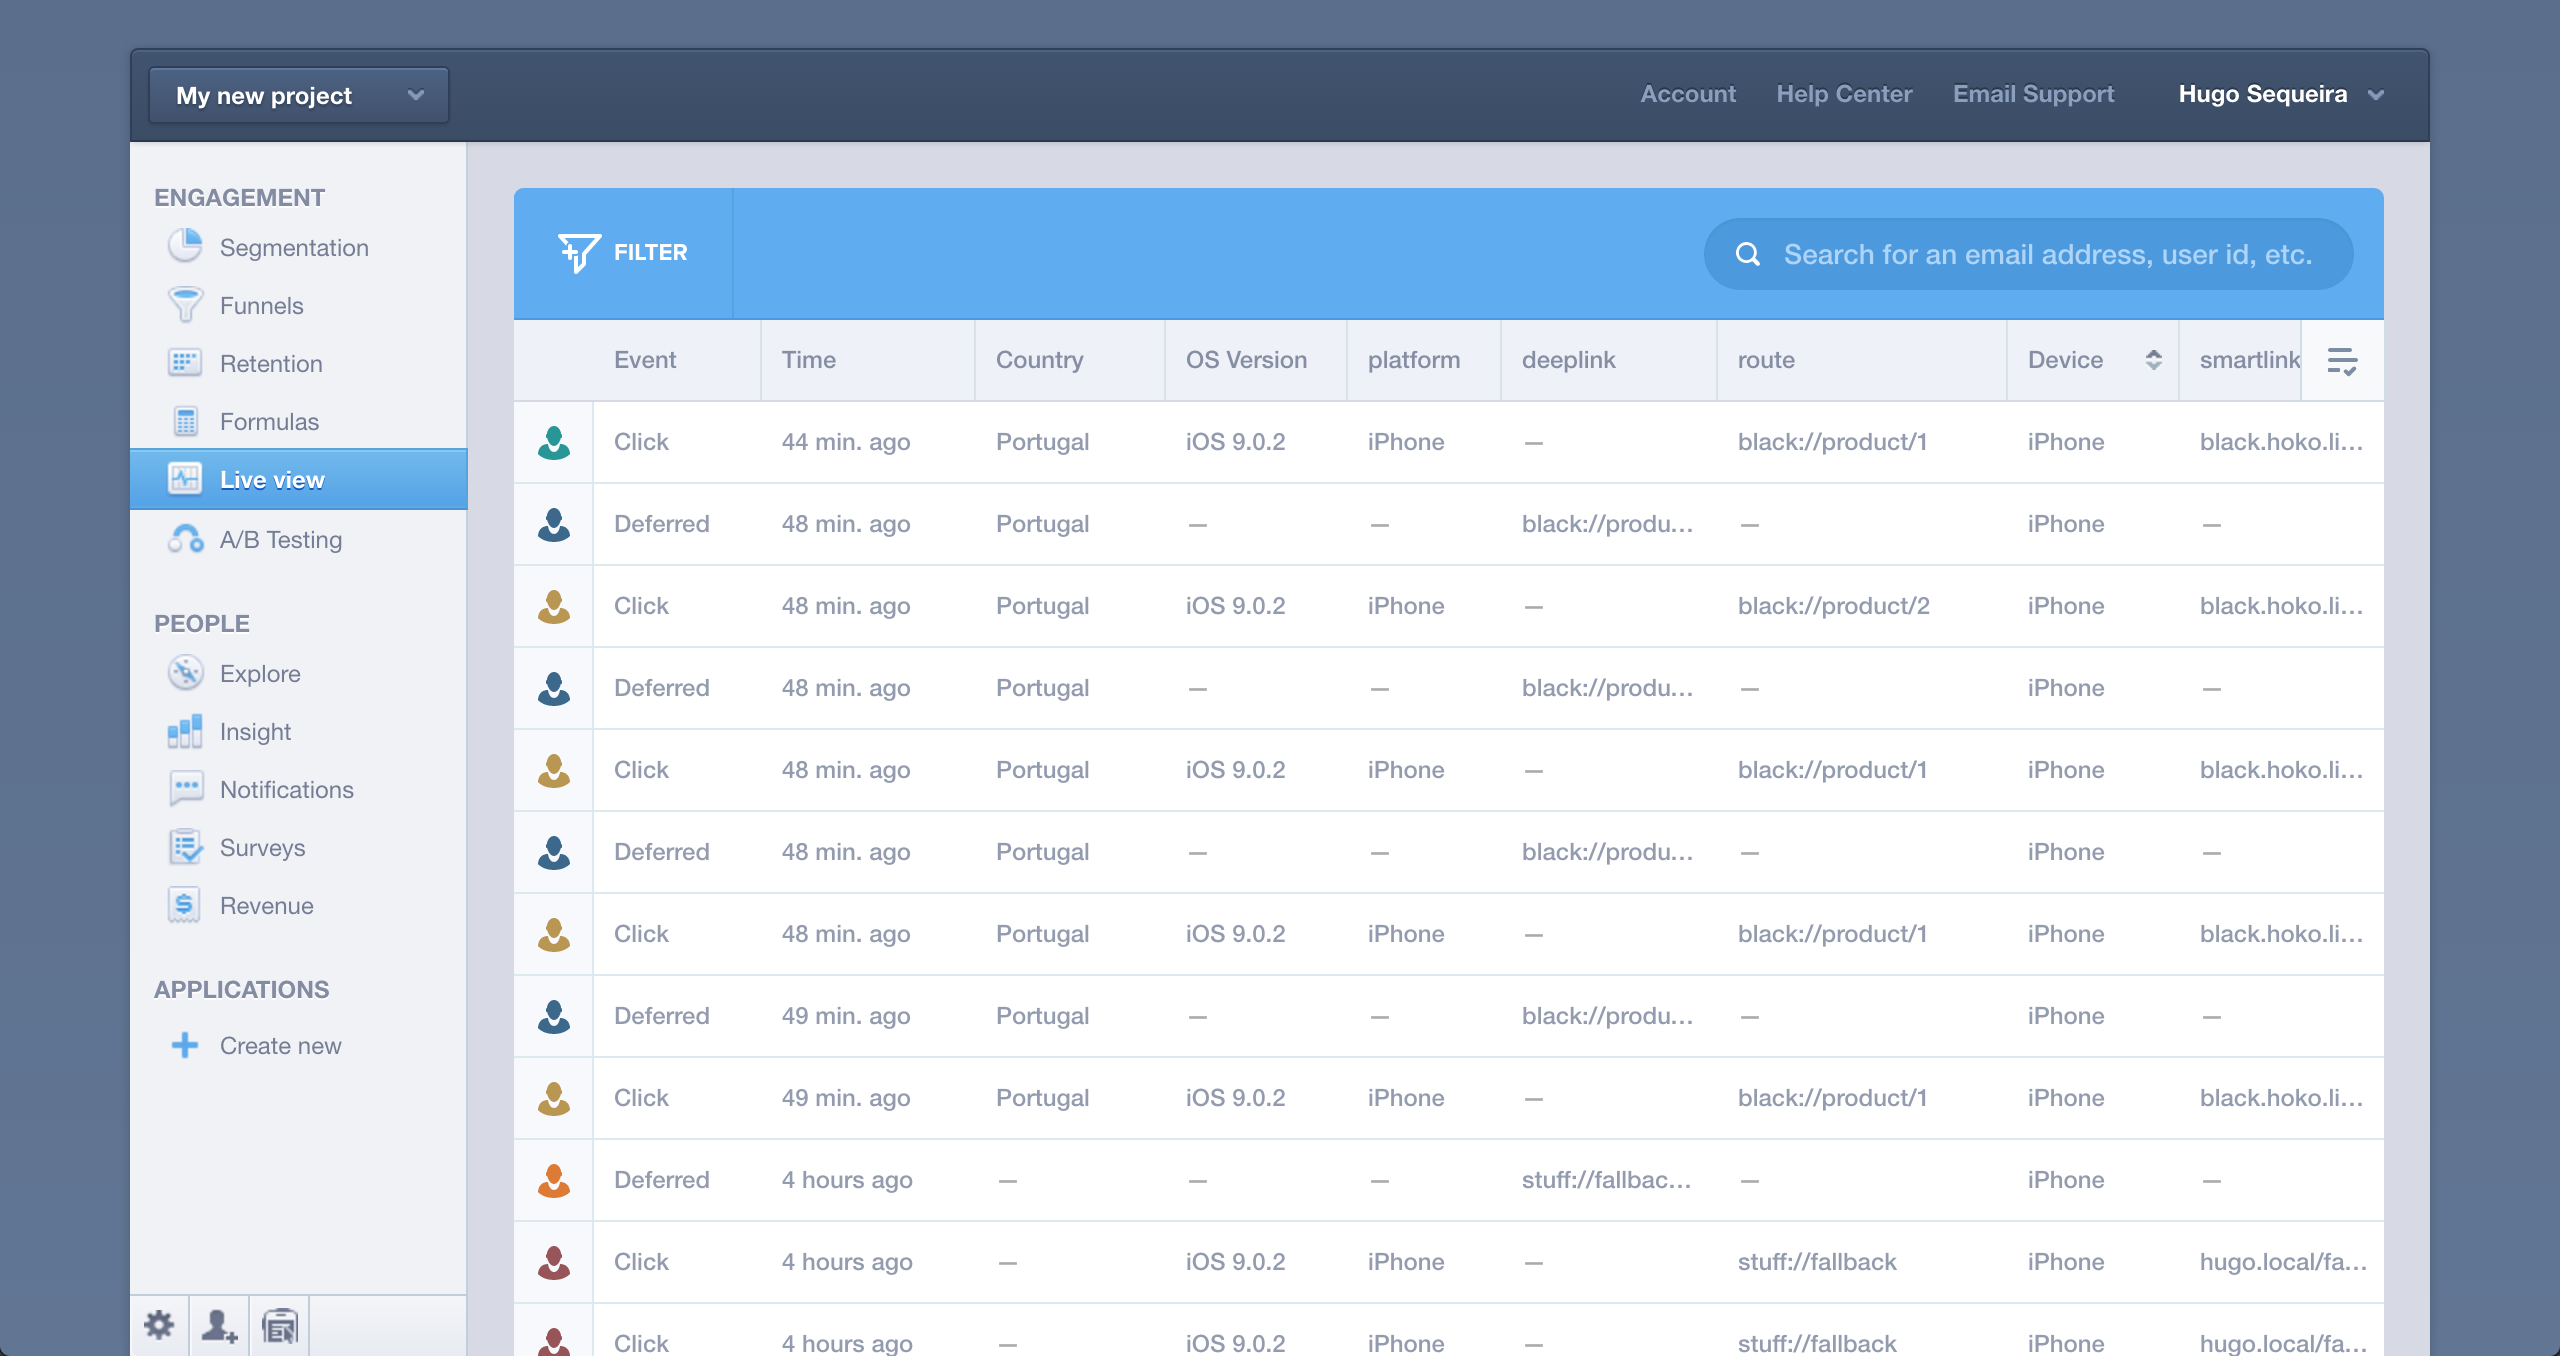 My new project
Account Help Center Email Support Hugo Sequeira
ENGAGEMENT
Segmentation
Funnels
Retention
Formulas
Live view
A/B Testing
PEOPLE
Explore
Insight
Notifications
Surveys
Revenue
APPLICATIONS
Create new
FILTER Search for an email address, user id, etc.
Event Time Country OS Version platform deeplink route Device smartlink
Click 44 min. ago Portugal iOS 9.0.2 iPhone — black://product/1 iPhone black.hoko.li...
Deferred 48 min. ago Portugal — — black://produ... — iPhone —
Click 48 min. ago Portugal iOS 9.0.2 iPhone — black://product/2 iPhone black.hoko.li...
Deferred 48 min. ago Portugal — — black://produ... — iPhone —
Click 48 min. ago Portugal iOS 9.0.2 iPhone — black://product/1 iPhone black.hoko.li...
Deferred 48 min. ago Portugal — — black://produ... — iPhone —
Click 48 min. ago Portugal iOS 9.0.2 iPhone — black://product/1 iPhone black.hoko.li...
Deferred 49 min. ago Portugal — — black://produ... — iPhone —
Click 49 min. ago Portugal iOS 9.0.2 iPhone — black://product/1 iPhone black.hoko.li...
Deferred 4 hours ago — — — stuff://fallbac... — iPhone —
Click 4 hours ago — iOS 9.0.2 iPhone — stuff://fallback iPhone hugo.local/fa...
Click 4 hours ago — iOS 9.0.2 iPhone — stuff://fallback iPhone hugo.local/fa...